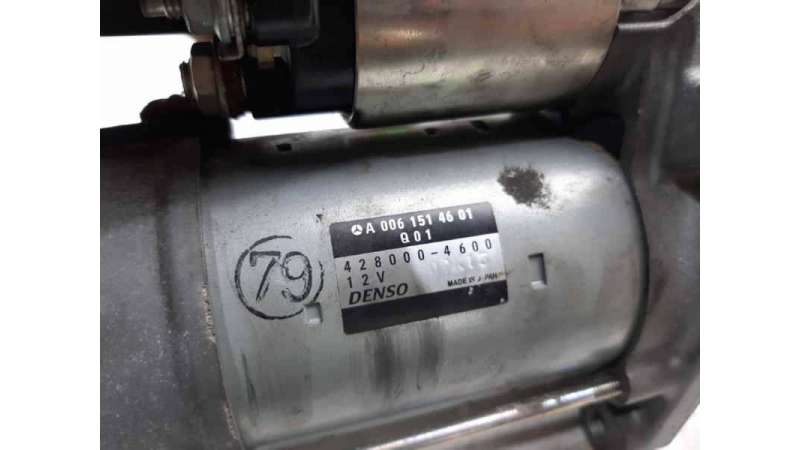 A 006 151 46 01
Q01
428000-4600
12V
DENSO MADE IN JAPAN
79